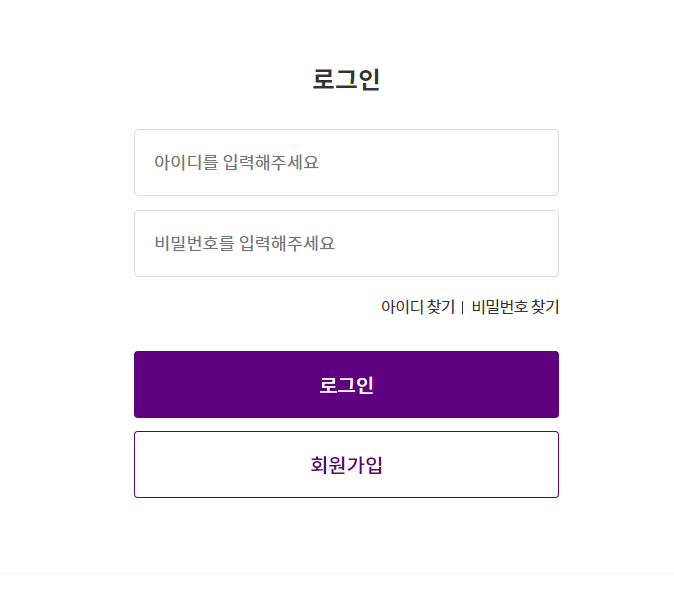 로그인
아이디를 입력해주세요
비밀번호를 입력해주세요
아이디 찾기 | 비밀번호 찾기
로그인
회원가입